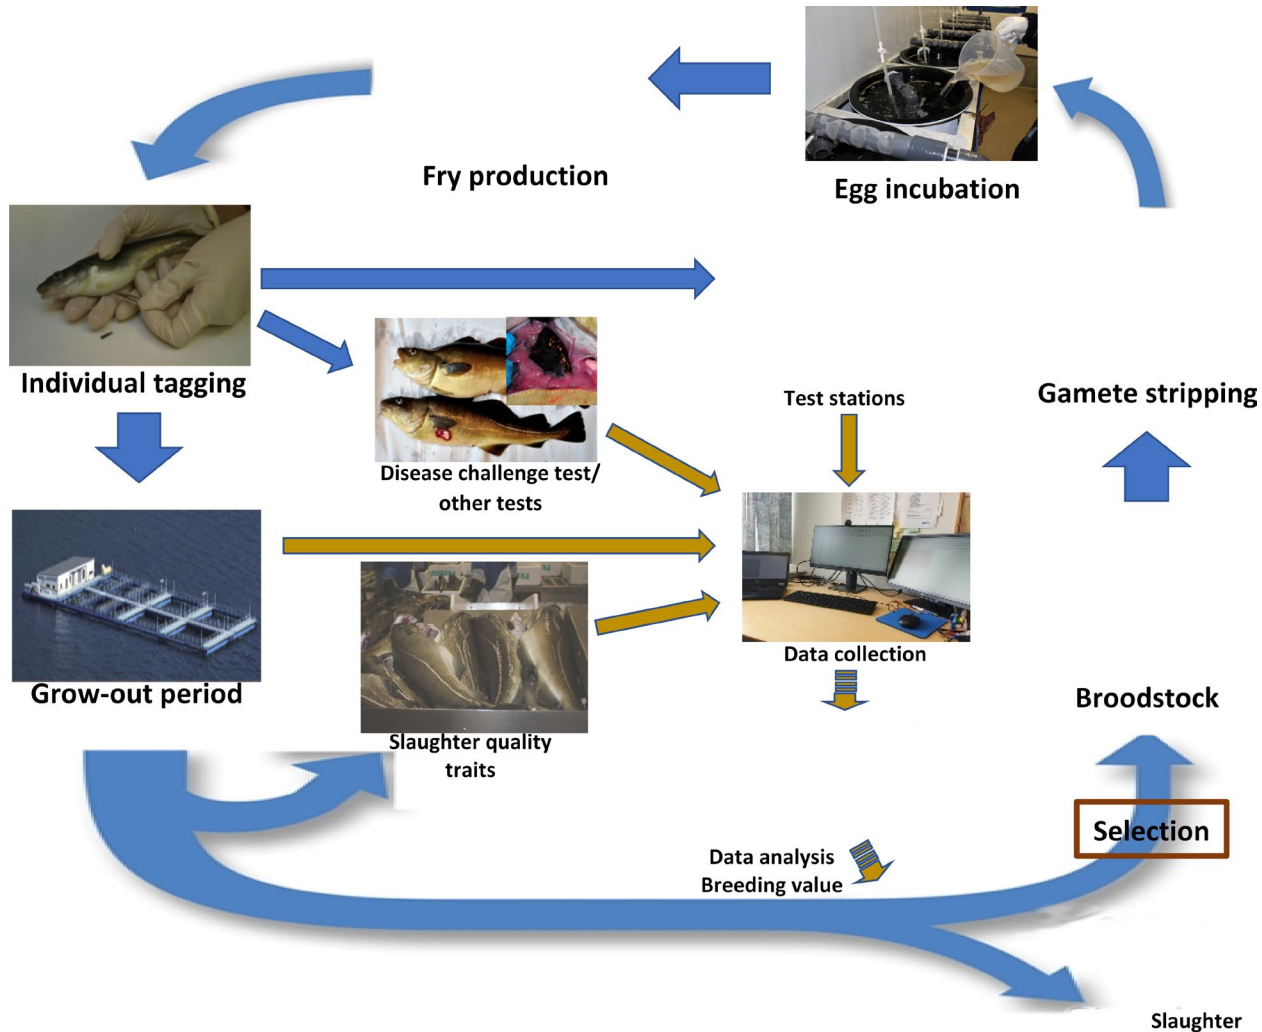 Fry production
Egg incubation
Individual tagging
Gamete stripping
Test stations
Disease challenge test/
other tests
Data collection
Grow-out period
Broodstock
Slaughter quality
traits
Selection
Data analysis
Breeding value
Slaughter